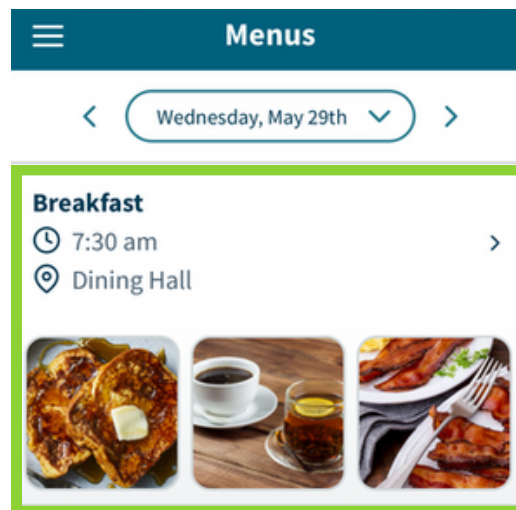 Menus
Wednesday, May 29th
Breakfast
7:30 am
Dining Hall